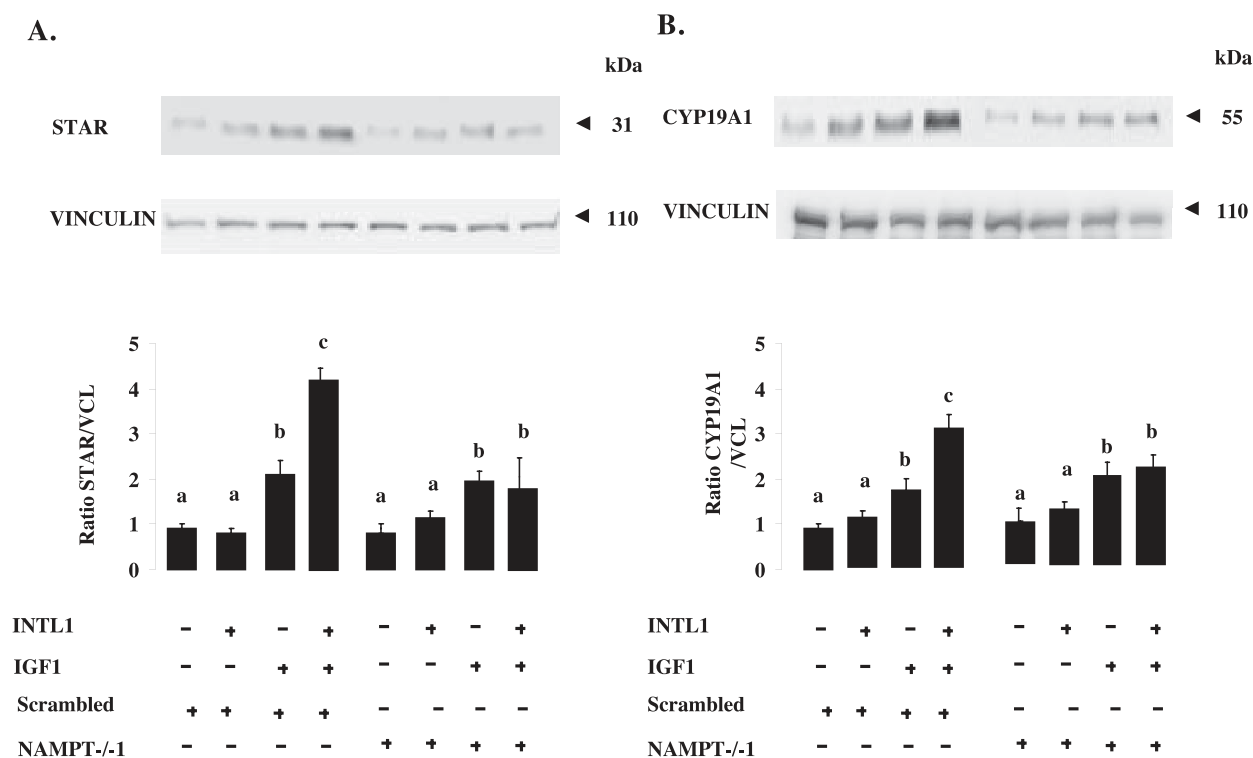 A.
kDa
STAR
31
VINCULIN
110
Ratio STAR/VCL
5
4
3
2
1
0
a
a
b
c
a
a
b
b
INTL1 – + – + – + – +
IGF1 – – + + – – + +
Scrambled + + + + – – – –
NAMPT-/-1 – – – – + + + +
B.
kDa
CYP19A1
55
VINCULIN
110
Ratio CYP19A1
/VCL
5
4
3
2
1
0
a
a
b
c
a
a
b
b
INTL1 – + – + – + – +
IGF1 – – + + – – + +
Scrambled + + + + – – – –
NAMPT-/-1 – – – – + + + +